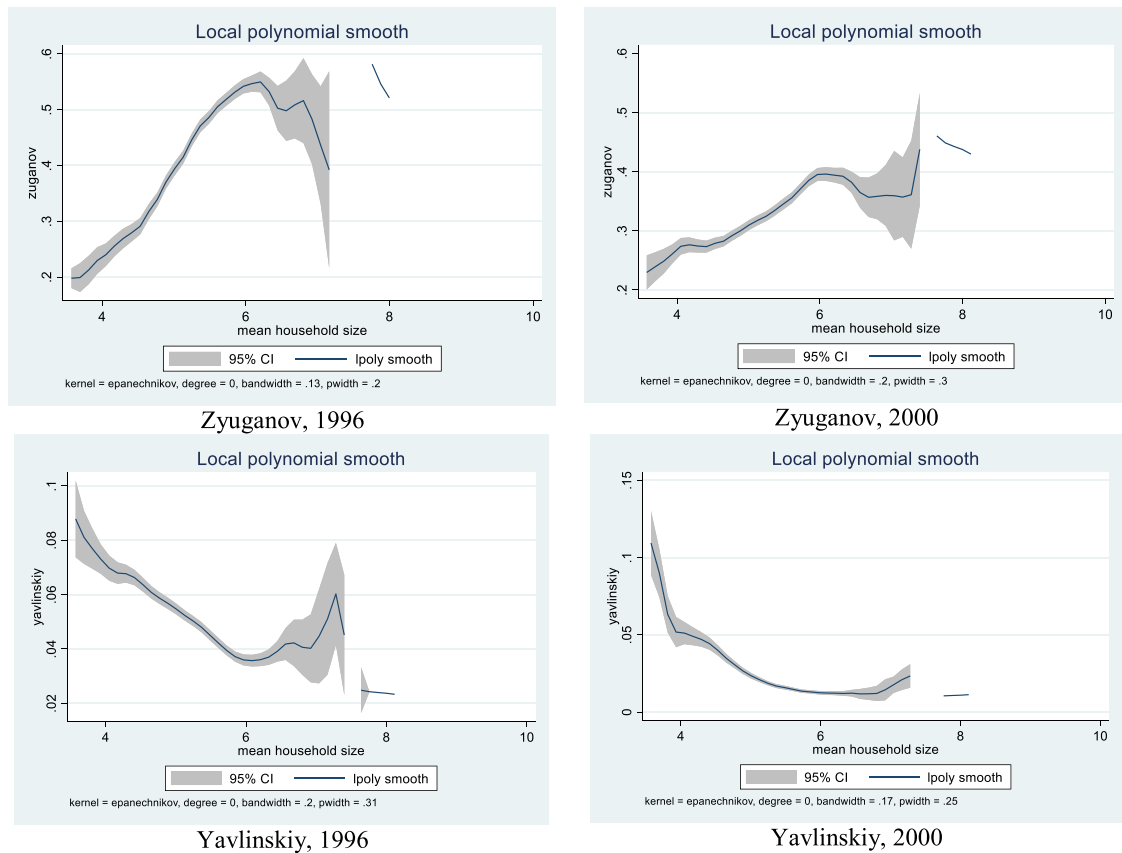 Local polynomial smooth
.6
.5
.4
.3
.2
zuganov
4 6 8 10
mean household size
95% CI lpoly smooth
kernel = epanechnikov, degree = 0, bandwidth = .13, pwidth = .2
Zyuganov, 1996
Local polynomial smooth
.6
.5
.4
.3
.2
zuganov
4 6 8 10
mean household size
95% CI lpoly smooth
kernel = epanechnikov, degree = 0, bandwidth = .2, pwidth = .3
Zyuganov, 2000
Local polynomial smooth
.1
.08
.06
.04
.02
yavlinskiy
4 6 8 10
mean household size
95% CI lpoly smooth
kernel = epanechnikov, degree = 0, bandwidth = .2, pwidth = .31
Yavlinskiy, 1996
Local polynomial smooth
.15
.1
.05
0
yavlinskiy
4 6 8 10
mean household size
95% CI lpoly smooth
kernel = epanechnikov, degree = 0, bandwidth = .17, pwidth = .25
Yavlinskiy, 2000